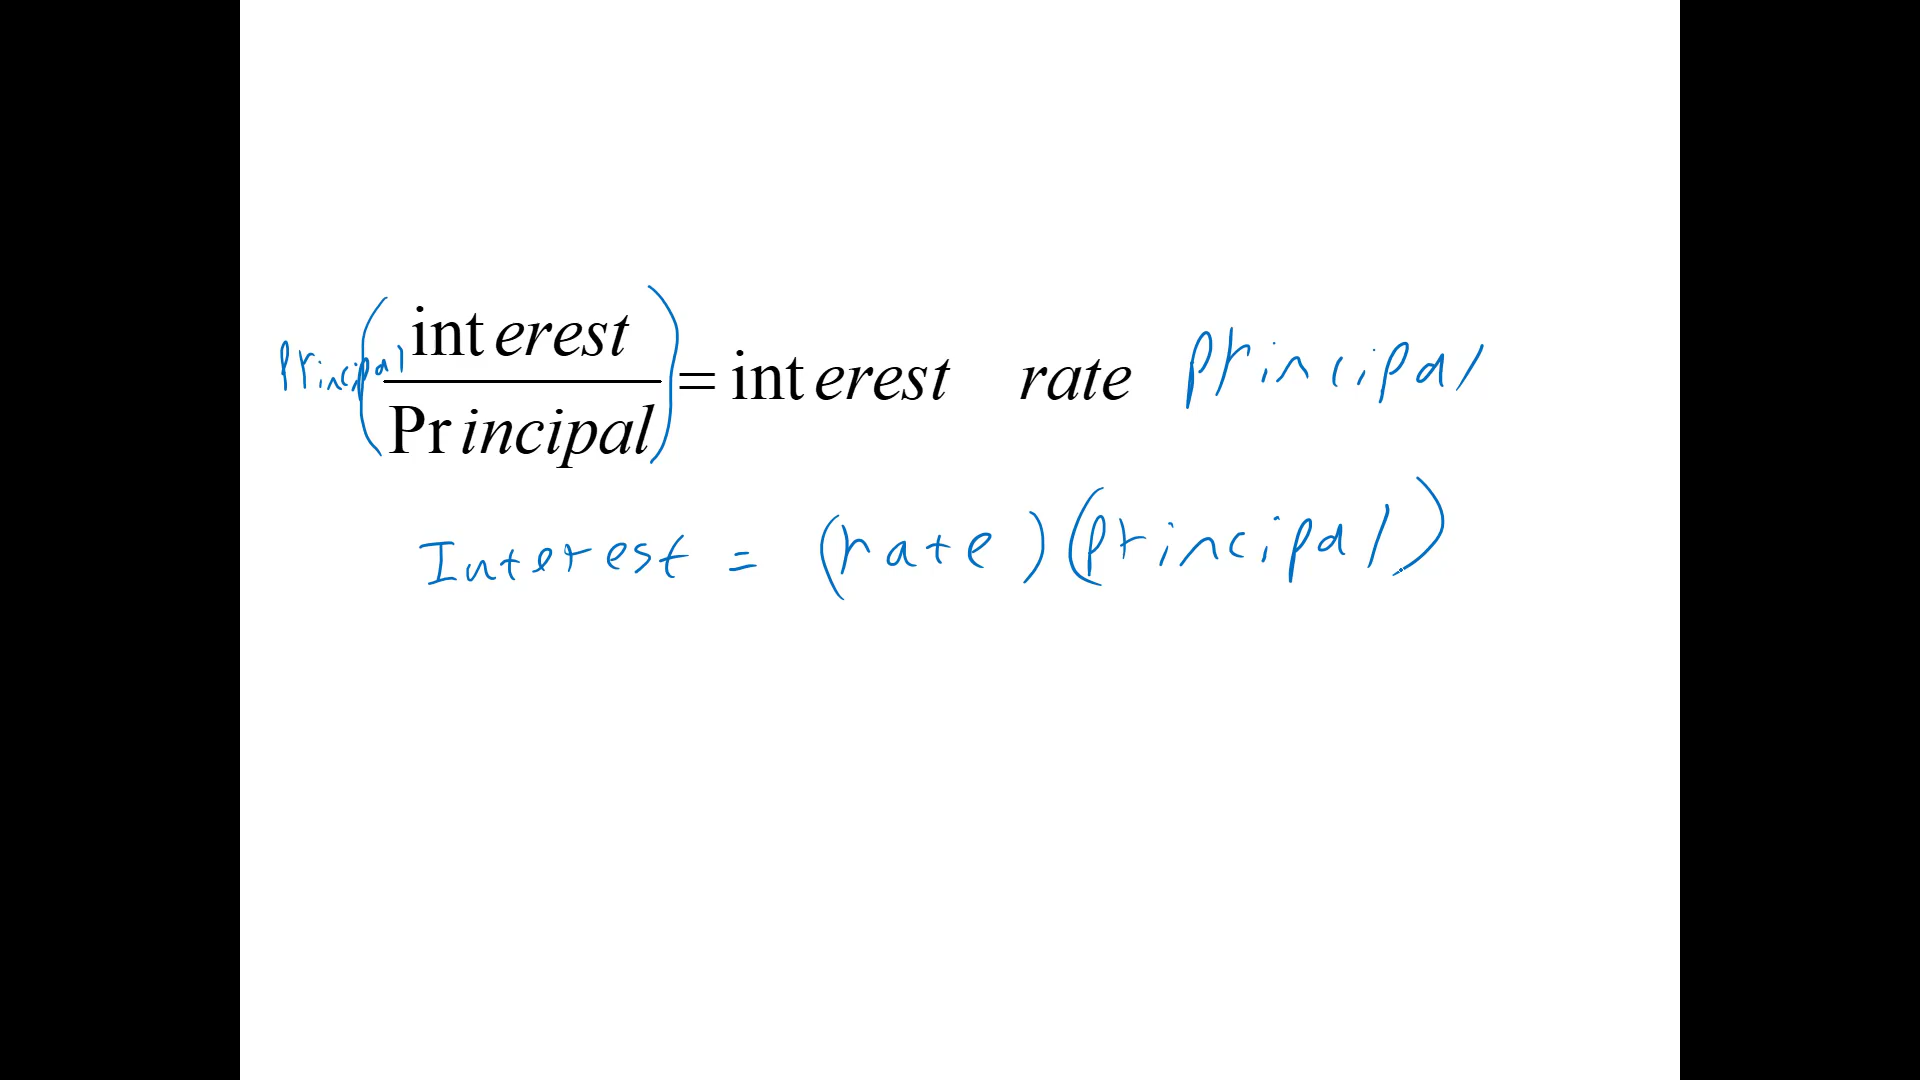 Principal (interest / Principal) = interest rate Principal
Interest = (rate)(principal)